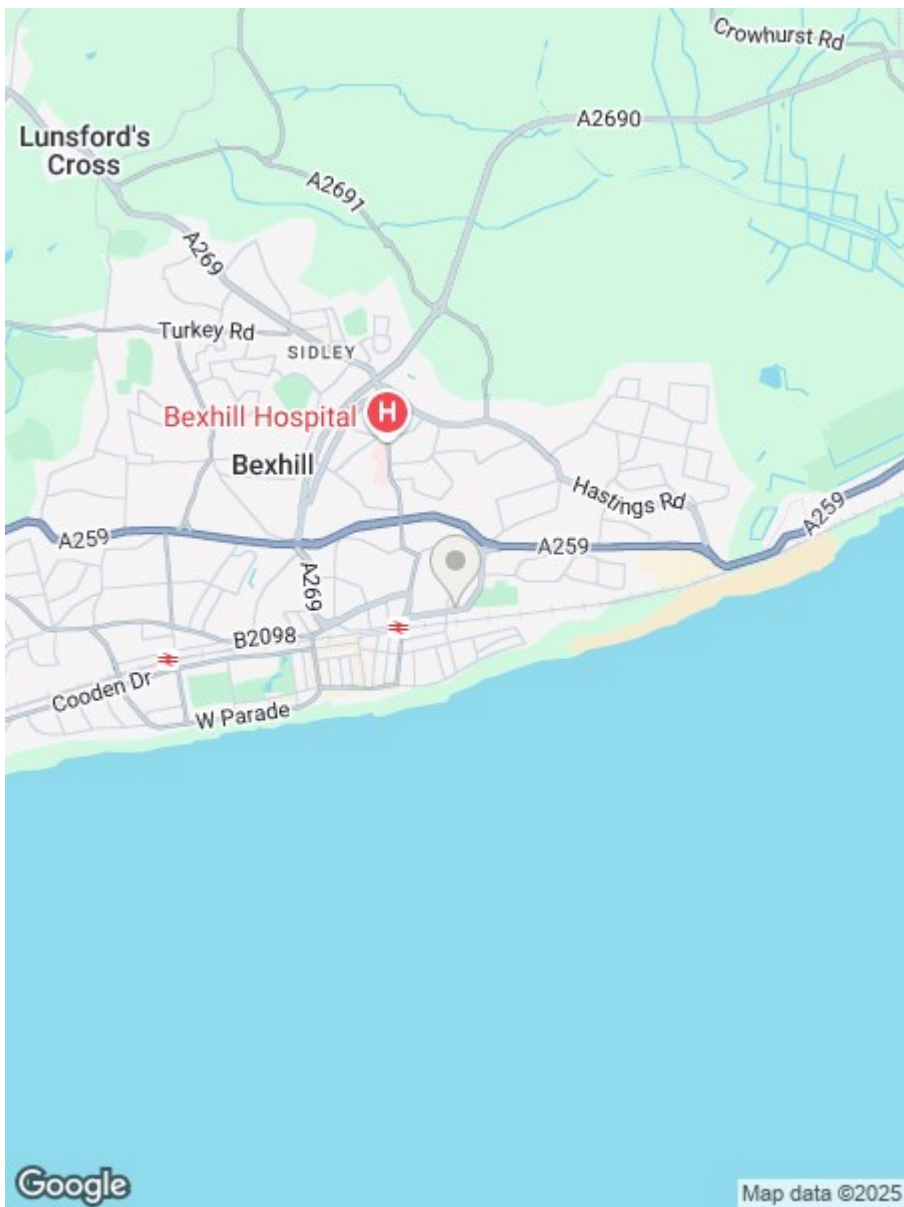 Crowhurst Rd
A2690
Lunsford's
Cross
A2691
A269
Turkey Rd
SIDLEY
Bexhill Hospital
H
Bexhill
Hastings Rd
A259
A259
A259
A269
B2098
Cooden Dr
W Parade
Google
Map data ©2025